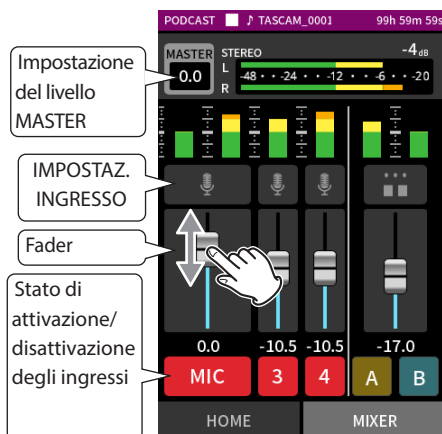 PODCAST TASCAM_0001 99h 59m 59s
Impostazione
del livello
MASTER
MASTER
0.0
STEREO -4dB
L
-48 · · -24 · · -12 · · -6 · · -20
R
IMPOSTAZ.
INGRESSO
Fader
Stato di
attivazione/
disattivazione
degli ingressi
0.0 -10.5 -10.5 -17.0
MIC 3 4 A B
HOME MIXER